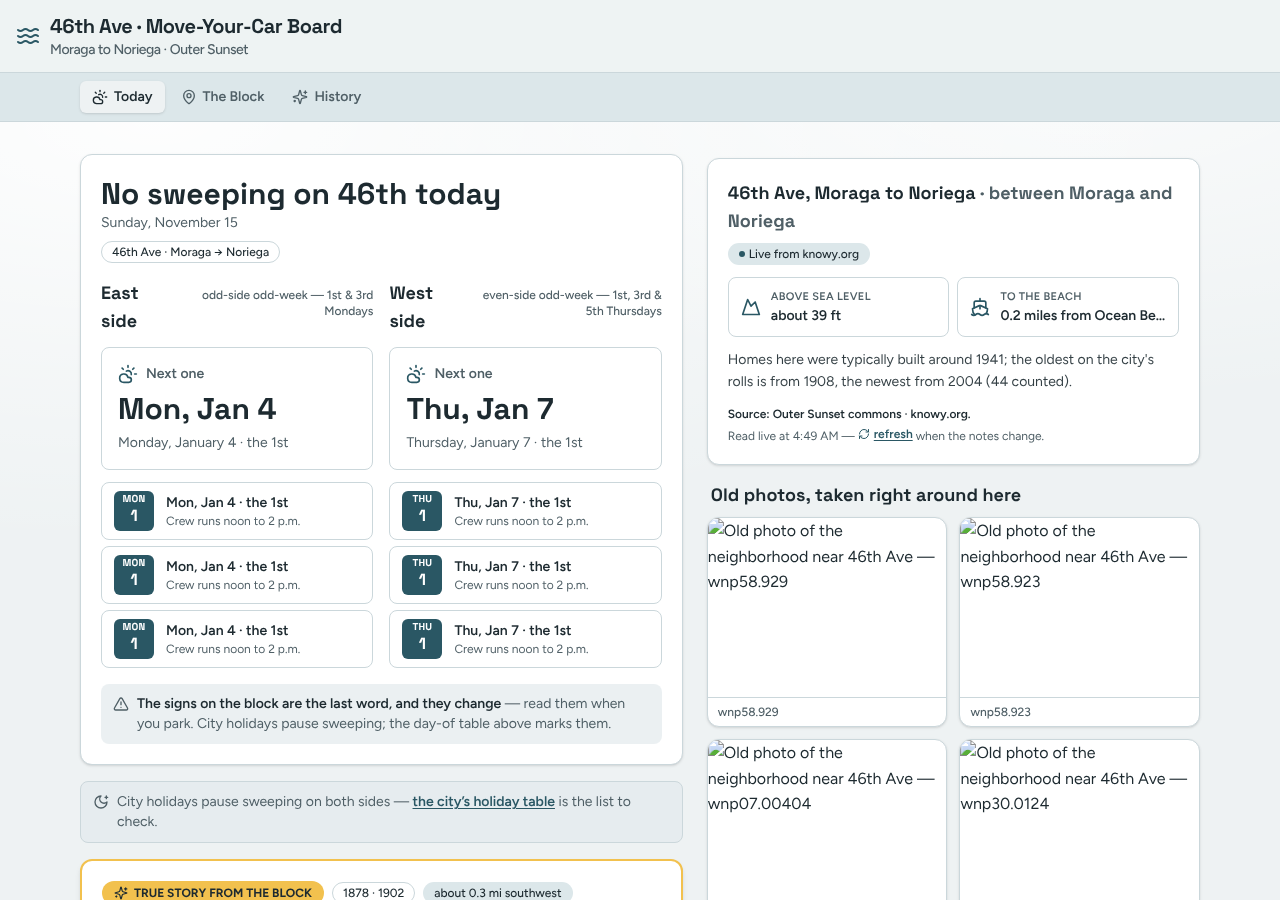 46th Ave · Move-Your-Car Board
Moraga to Noriega · Outer Sunset
Today
The Block
History
No sweeping on 46th today
Sunday, November 15
46th Ave · Moraga → Noriega
East
side
odd-side odd-week — 1st & 3rd
Mondays
Next one
Mon, Jan 4
Monday, January 4 · the 1st
MON
1
Mon, Jan 4 · the 1st
Crew runs noon to 2 p.m.
MON
1
Mon, Jan 4 · the 1st
Crew runs noon to 2 p.m.
MON
1
Mon, Jan 4 · the 1st
Crew runs noon to 2 p.m.
West
side
even-side odd-week — 1st, 3rd &
5th Thursdays
Next one
Thu, Jan 7
Thursday, January 7 · the 1st
THU
1
Thu, Jan 7 · the 1st
Crew runs noon to 2 p.m.
THU
1
Thu, Jan 7 · the 1st
Crew runs noon to 2 p.m.
THU
1
Thu, Jan 7 · the 1st
Crew runs noon to 2 p.m.
The signs on the block are the last word, and they change — read them when
you park. City holidays pause sweeping; the day-of table above marks them.
City holidays pause sweeping on both sides — the city’s holiday table is the list to
check.
TRUE STORY FROM THE BLOCK
1878 · 1902
about 0.3 mi southwest
46th Ave, Moraga to Noriega · between Moraga and
Noriega
Live from knowy.org
ABOVE SEA LEVEL
about 39 ft
TO THE BEACH
0.2 miles from Ocean Be...
Homes here were typically built around 1941; the oldest on the city's
rolls is from 1908, the newest from 2004 (44 counted).
Source: Outer Sunset commons · knowy.org.
Read live at 4:49 AM — refresh when the notes change.
Old photos, taken right around here
Old photo of the
neighborhood near 46th Ave —
wnp58.929
wnp58.929
Old photo of the
neighborhood near 46th Ave —
wnp58.923
wnp58.923
Old photo of the
neighborhood near 46th Ave —
wnp07.00404
Old photo of the
neighborhood near 46th Ave —
wnp30.0124